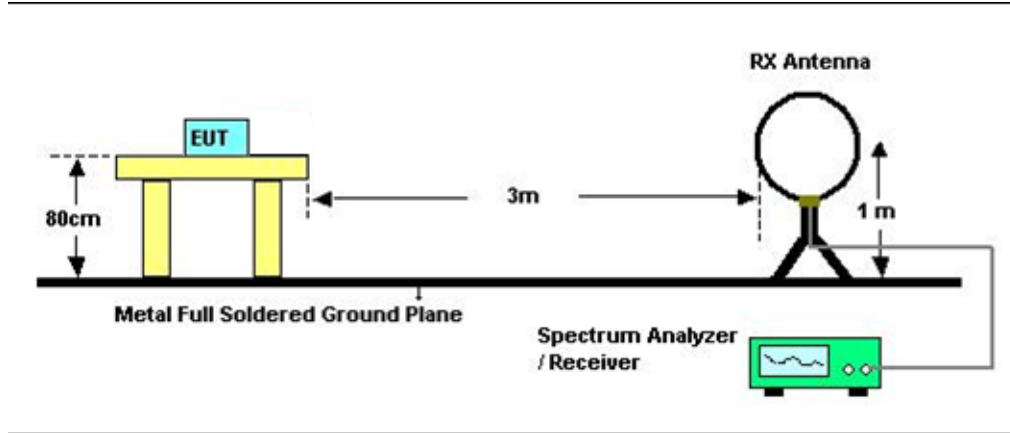 RX Antenna
EUT
80cm
3m
1 m
Metal Full Soldered Ground Plane
Spectrum Analyzer
/ Receiver